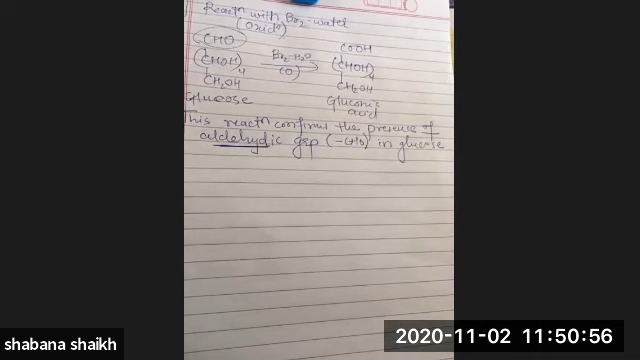 Reactn with Br2-water
(Oxidn)
CHO
(CHOH)4
CH2OH
Glucose
Br2-H2O
(O)
COOH
(CHOH)4
CH2OH
Gluconic
acid
This reactn confirms the presence of
aldehydic grp (-CHO) in glucose
shabana shaikh
2020-11-02 11:50:56